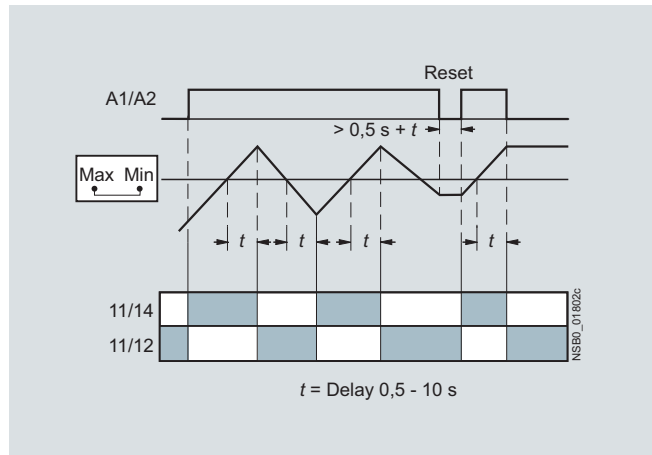 Reset
A1/A2
> 0,5 s + t
Max Min
t t t t
11/14
11/12
NSB0_01802c
t = Delay 0,5 - 10 s